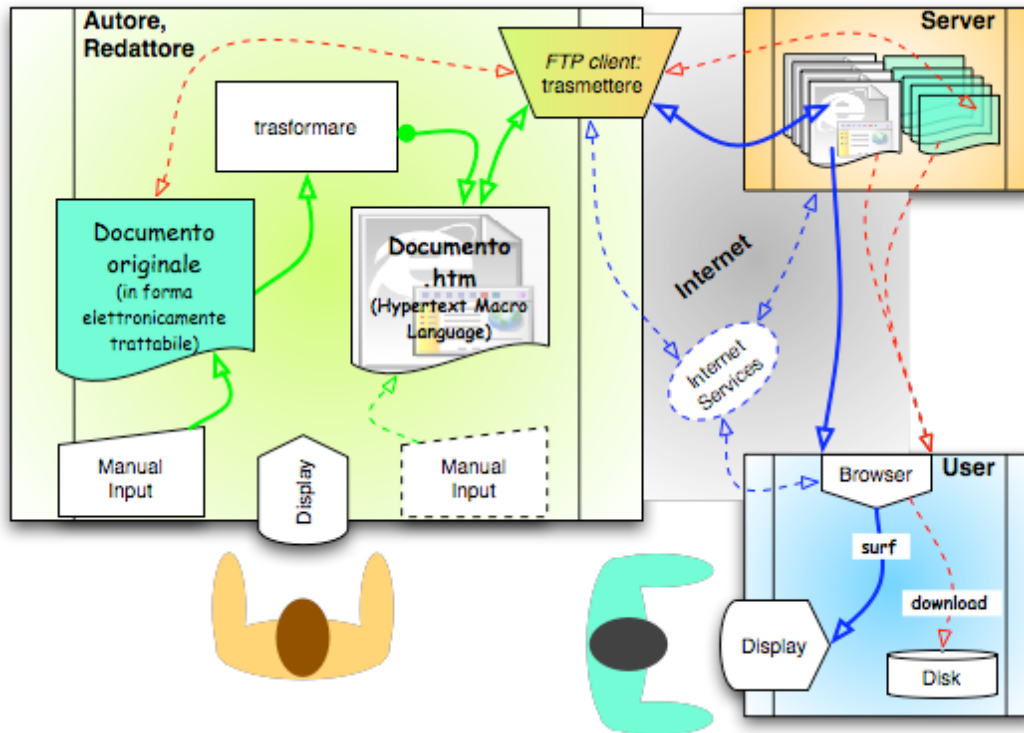 Autore,
Redattore
FTP client:
trasmettere
Server
trasformare
Documento
originale
(in forma
elettronicamente
trattabile)
Documento
.htm
(Hypertext Macro
Language)
Internet
Internet
Services
Manual
Input
Display
Manual
Input
Browser
User
surf
download
Display
Disk